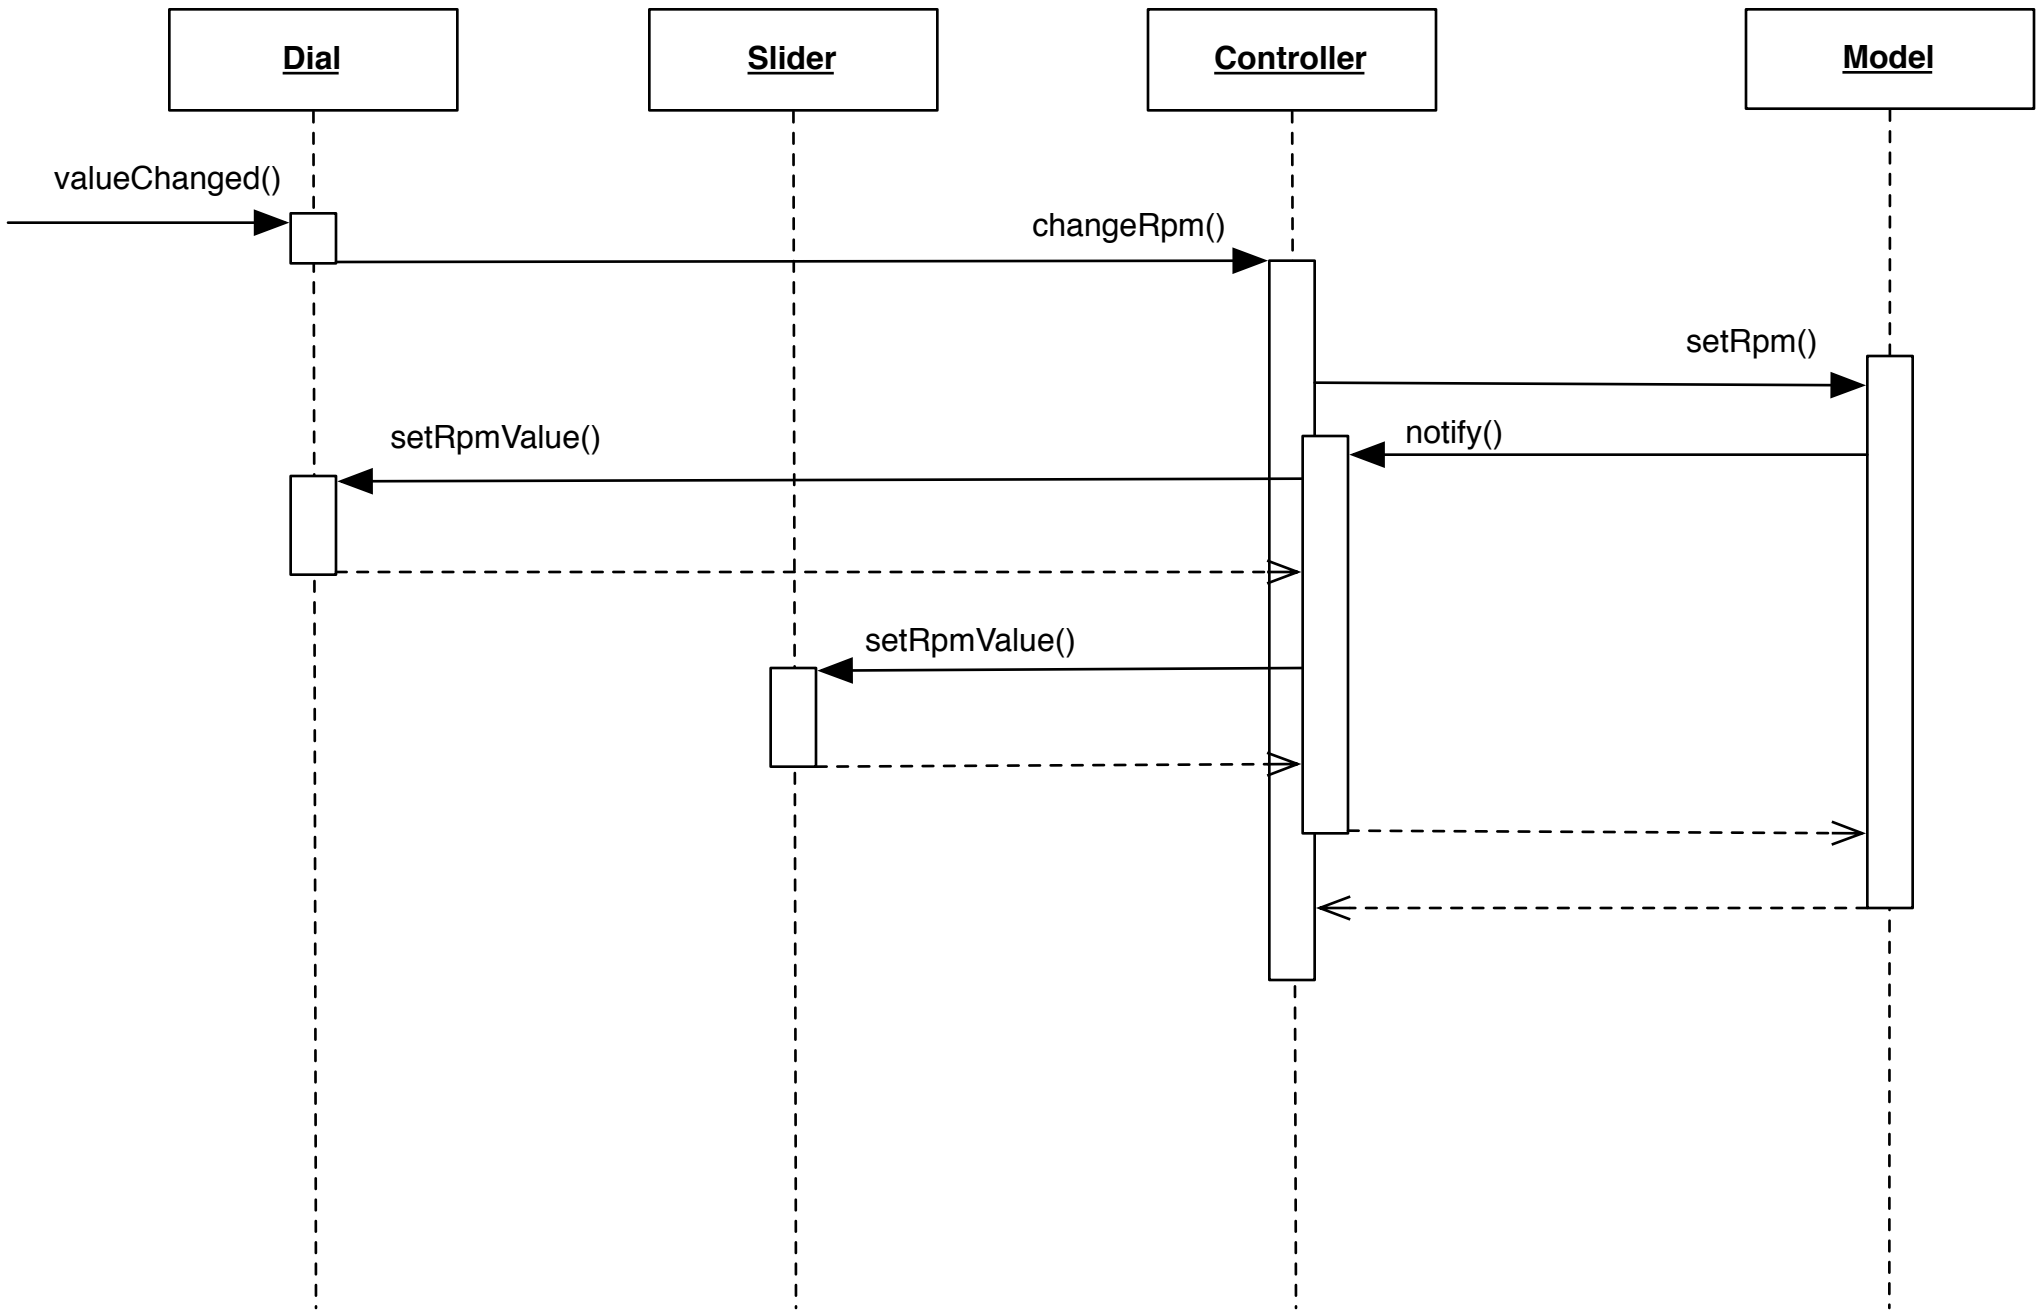 Dial
Slider
Controller
Model
valueChanged()
changeRpm()
setRpm()
notify()
setRpmValue()
setRpmValue()